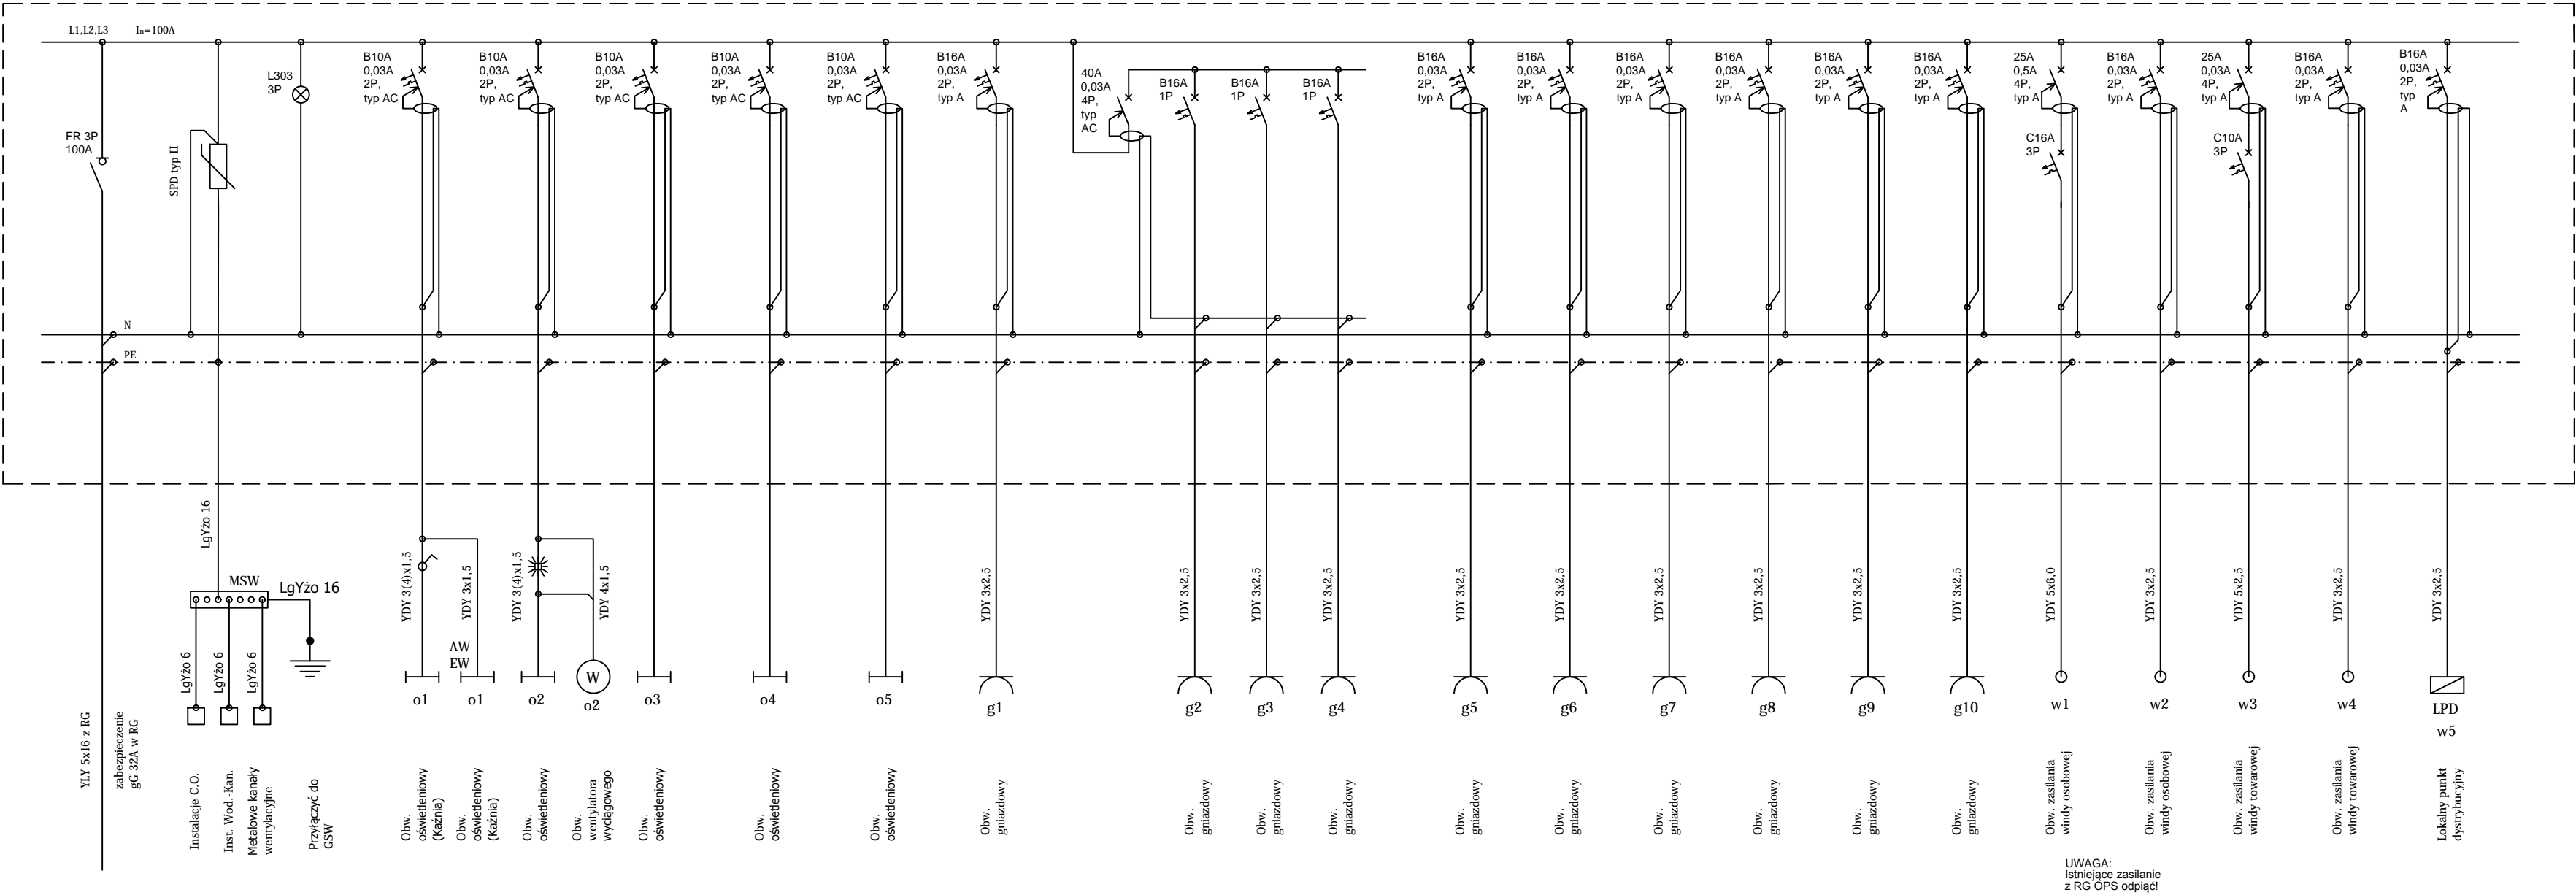 L1,L2,L3
In=100A
FR 3P
100A
SPD typ II
L303
3P
B10A
0,03A
2P,
typ AC
B10A
0,03A
2P,
typ AC
B10A
0,03A
2P,
typ AC
B10A
0,03A
2P,
typ AC
B10A
0,03A
2P,
typ AC
B16A
0,03A
2P,
typ A
40A
0,03A
4P,
typ
AC
B16A
1P
B16A
1P
B16A
1P
B16A
0,03A
2P,
typ A
B16A
0,03A
2P,
typ A
B16A
0,03A
2P,
typ A
B16A
0,03A
2P,
typ A
B16A
0,03A
2P,
typ A
B16A
0,03A
2P,
typ A
25A
0,5A
4P,
typ A
C16A
3P
B16A
0,03A
2P,
typ A
25A
0,03A
4P,
typ A
C10A
3P
B16A
0,03A
2P,
typ A
B16A
0,03A
2P,
typ
A
N
PE
LgYżo 16
MSW
LgYżo 16
LgYżo 6
LgYżo 6
LgYżo 6
YDY 3(4)x1,5
YDY 3x1,5
YDY 3(4)x1,5
YDY 4x1,5
YDY 3x2,5
YDY 3x2,5
YDY 3x2,5
YDY 3x2,5
YDY 3x2,5
YDY 3x2,5
YDY 3x2,5
YDY 3x2,5
YDY 3x2,5
YDY 3x2,5
YDY 5x6,0
YDY 3x2,5
YDY 5x2,5
YDY 3x2,5
YDY 3x2,5
AW
EW
W
o1
o1
o2
o2
o3
o4
o5
g1
g2
g3
g4
g5
g6
g7
g8
g9
g10
w1
w2
w3
w4
LPD
w5
YLY 5x16 z RG
zabezpieczenie
gG 32A w RG
Instalacje C.O.
Inst. Wod.-Kan.
Metalowe kanały
wentylacyjne
Przyłączyć do
GSW
Obw.
oświetleniowy
(Kaźnia)
Obw.
oświetleniowy
(Kaźnia)
Obw.
oświetleniowy
Obw.
wentylatora
wyciągowego
Obw.
oświetleniowy
Obw.
oświetleniowy
Obw.
oświetleniowy
Obw.
gniazdowy
Obw.
gniazdowy
Obw.
gniazdowy
Obw.
gniazdowy
Obw.
gniazdowy
Obw.
gniazdowy
Obw.
gniazdowy
Obw.
gniazdowy
Obw.
gniazdowy
Obw.
gniazdowy
Obw. zasilania
windy osobowej
Obw. zasilania
windy osobowej
Obw. zasilania
windy towarowej
Obw. zasilania
windy towarowej
Lokalny punkt
dystrybucyjny
UWAGA:
Istniejące zasilanie
z RG OPS odpiąć!